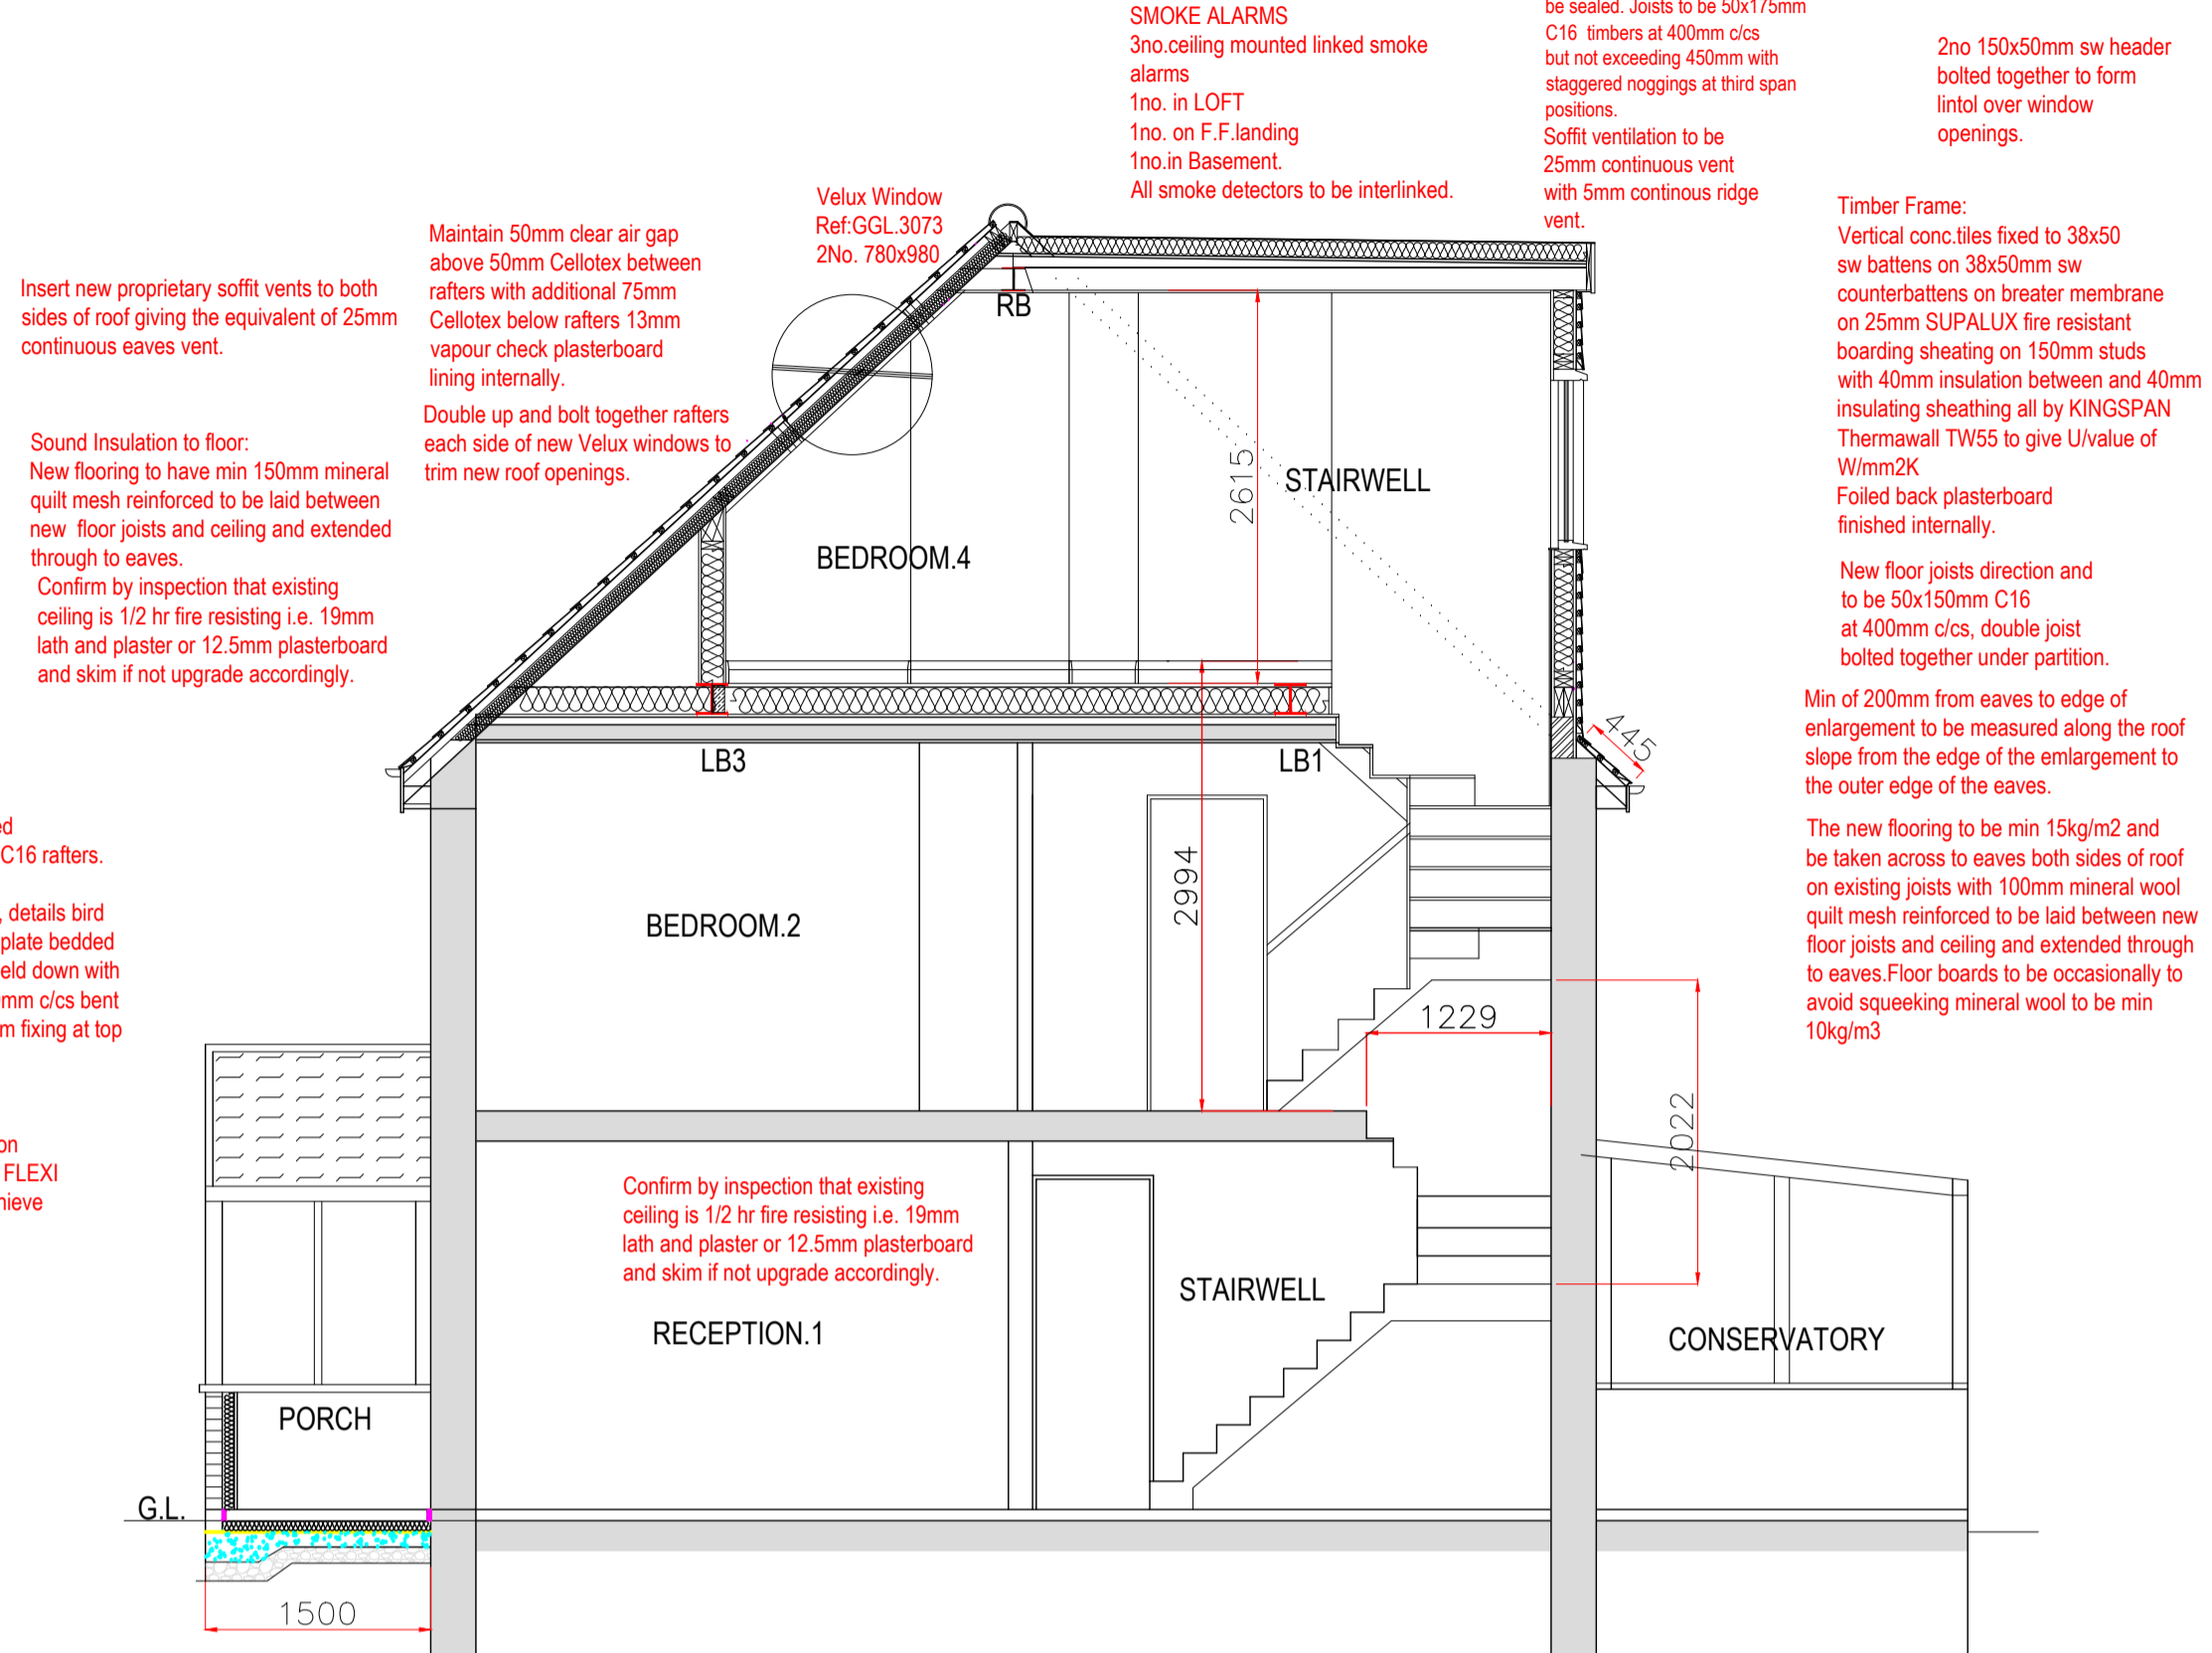 SMOKE ALARMS
3no.ceiling mounted linked smoke
alarms
1no. in LOFT
1no. on F.F.landing
1no.in Basement.
All smoke detectors to be interlinked.
be sealed. Joists to be 50x175mm
C16 timbers at 400mm c/cs
but not exceeding 450mm with
staggered noggings at third span
positions.
Soffit ventilation to be
25mm continuous vent
with 5mm continous ridge
vent.
2no 150x50mm sw header
bolted together to form
lintol over window
openings.
Velux Window
Ref:GGL.3073
2No. 780x980
Maintain 50mm clear air gap
above 50mm Cellotex between
rafters with additional 75mm
Cellotex below rafters 13mm
vapour check plasterboard
lining internally.
Double up and bolt together rafters
each side of new Velux windows to
trim new roof openings.
Insert new proprietary soffit vents to both
sides of roof giving the equivalent of 25mm
continuous eaves vent.
Sound Insulation to floor:
New flooring to have min 150mm mineral
quilt mesh reinforced to be laid between
new floor joists and ceiling and extended
through to eaves.
Confirm by inspection that existing
ceiling is 1/2 hr fire resisting i.e. 19mm
lath and plaster or 12.5mm plasterboard
and skim if not upgrade accordingly.
Timber Frame:
Vertical conc.tiles fixed to 38x50
sw battens on 38x50mm sw
counterbattens on breater membrane
on 25mm SUPALUX fire resistant
boarding sheating on 150mm studs
with 40mm insulation between and 40mm
insulating sheathing all by KINGSPAN
Thermawall TW55 to give U/value of
W/mm2K
Foiled back plasterboard
finished internally.
New floor joists direction and
to be 50x150mm C16
at 400mm c/cs, double joist
bolted together under partition.
Min of 200mm from eaves to edge of
enlargement to be measured along the roof
slope from the edge of the emlargement to
the outer edge of the eaves.
The new flooring to be min 15kg/m2 and
be taken across to eaves both sides of roof
on existing joists with 100mm mineral wool
quilt mesh reinforced to be laid between new
floor joists and ceiling and extended through
to eaves.Floor boards to be occasionally to
avoid squeeking mineral wool to be min
10kg/m3
RB
2615
STAIRWELL
BEDROOM.4
445
LB3
LB1
C16 rafters.
, details bird
plate bedded
eld down with
mm c/cs bent
m fixing at top
on
FLEXI
nieve
BEDROOM.2
2994
1229
2022
Confirm by inspection that existing
ceiling is 1/2 hr fire resisting i.e. 19mm
lath and plaster or 12.5mm plasterboard
and skim if not upgrade accordingly.
STAIRWELL
RECEPTION.1
CONSERVATORY
PORCH
G.L.
1500